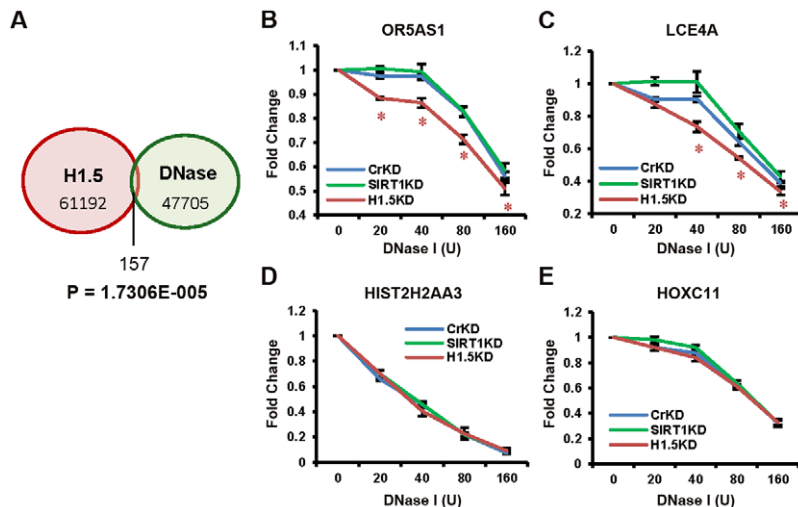 A
H1.5
61192
DNase
47705
157
P = 1.7306E-005
B
OR5AS1
Fold Change
1.1
1
0.9
0.8
0.7
0.6
0.5
0.4
CrKD
SIRT1KD
H1.5KD
*
*
*
*
0 20 40 80 160
DNase I (U)
C
LCE4A
Fold Change
1.2
1
0.8
0.6
0.4
0.2
CrKD
SIRT1KD
H1.5KD
*
*
*
0 20 40 80 160
DNase I (U)
D
HIST2H2AA3
Fold Change
1.2
1
0.8
0.6
0.4
0.2
0
CrKD
SIRT1KD
H1.5KD
0 20 40 80 160
DNase I (U)
E
HOXC11
Fold Change
1.2
1
0.8
0.6
0.4
0.2
0
CrKD
SIRT1KD
H1.5KD
0 20 40 80 160
DNase I (U)